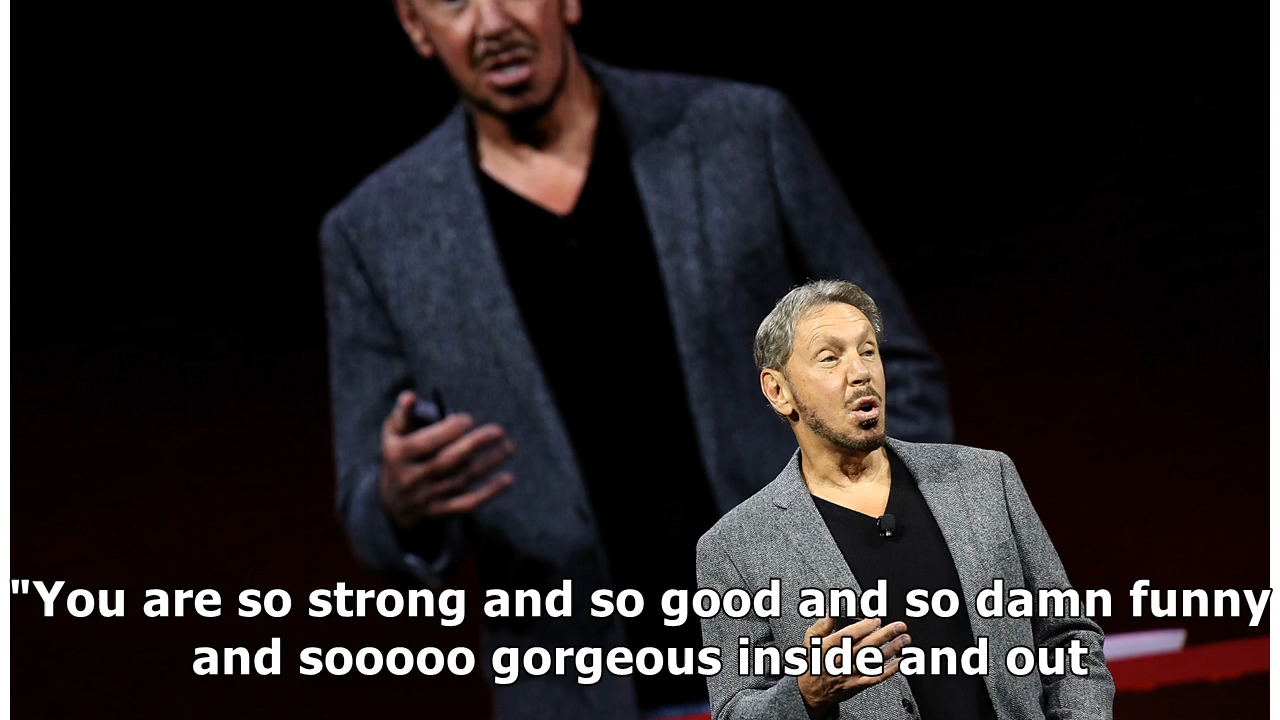 "You are so strong and so good and so damn funny
and sooooo gorgeous inside and out